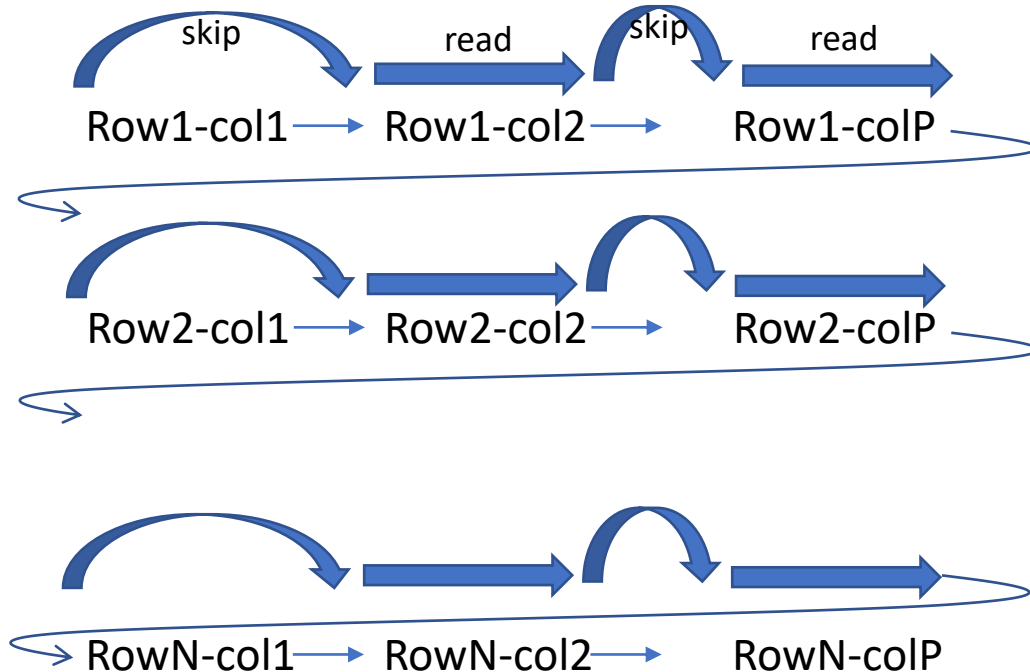 skip read skip read
Row1-col1 Row1-col2 Row1-colP
Row2-col1 Row2-col2 Row2-colP
RowN-col1 RowN-col2 RowN-colP